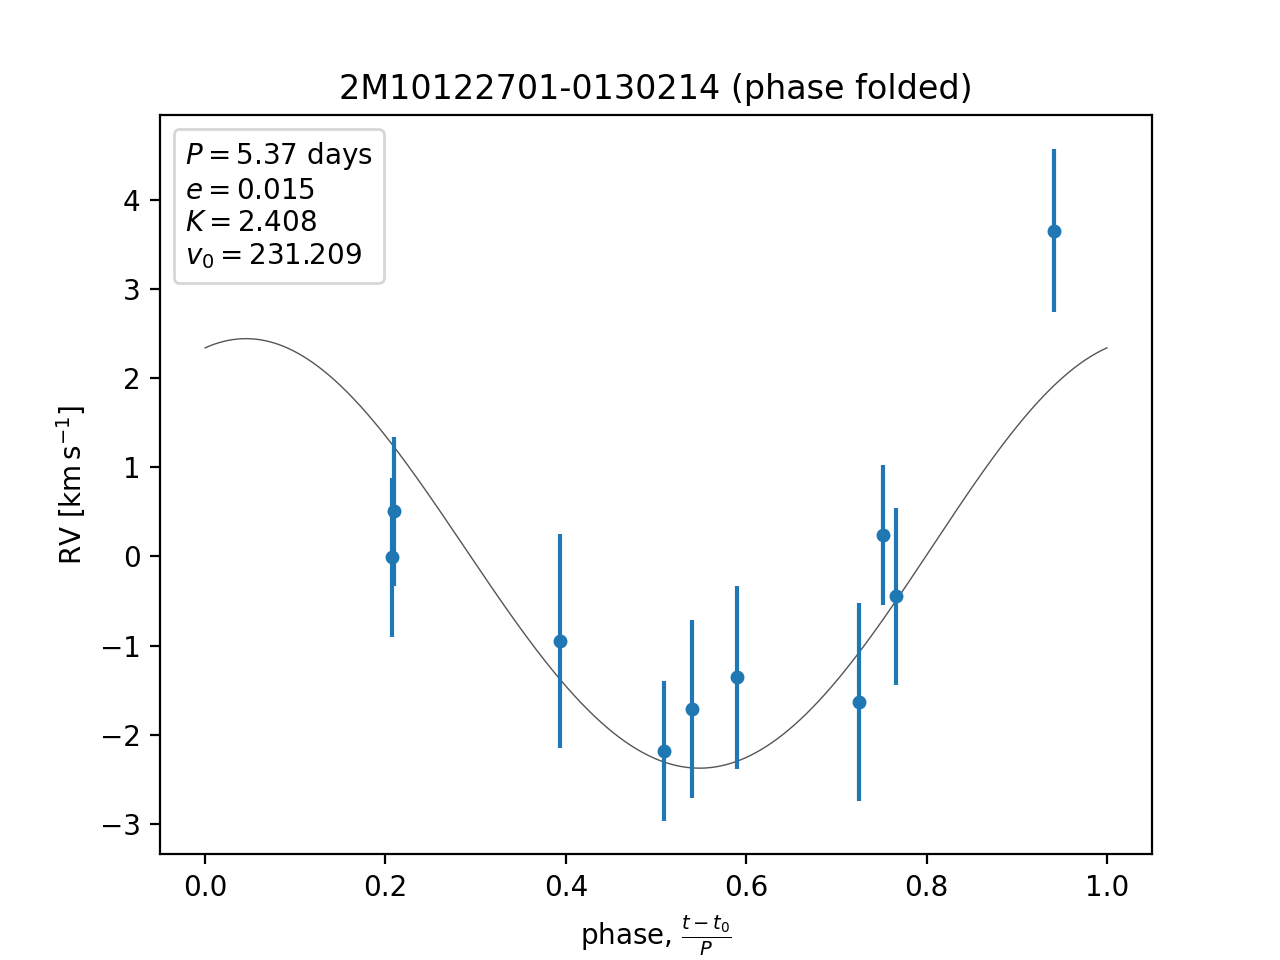 2M10122701-0130214 (phase folded)
P = 5.37 days
e = 0.015
K = 2.408
v₀ = 231.209
4
3
2
1
0
−1
−2
−3
RV [km s⁻¹]
0.0 0.2 0.4 0.6 0.8 1.0
phase, (t − t₀)/P